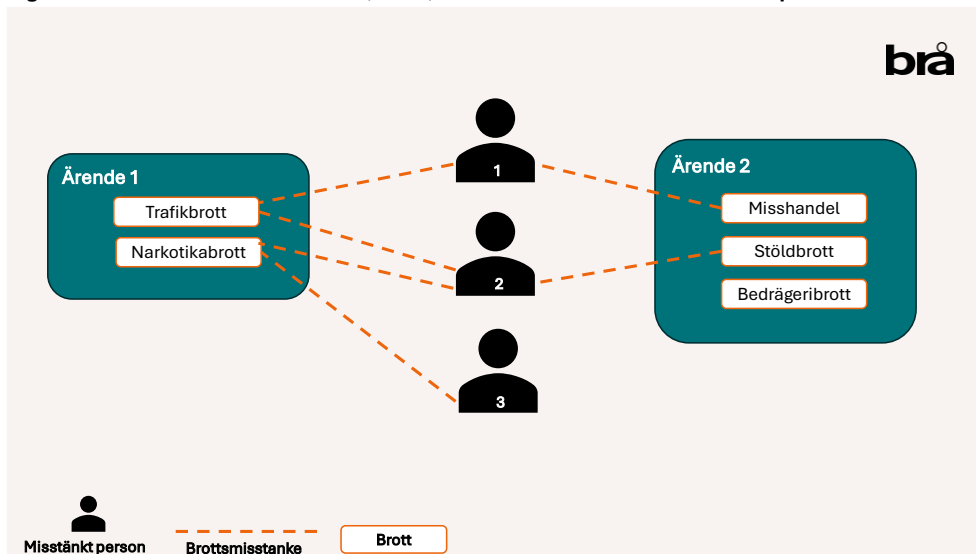 brå
1
Ärende 1
Trafikbrott
Narkotikabrott
2
3
Ärende 2
Misshandel
Stöldbrott
Bedrägeribrott
Misstänkt person
Brottsmisstanke
Brott